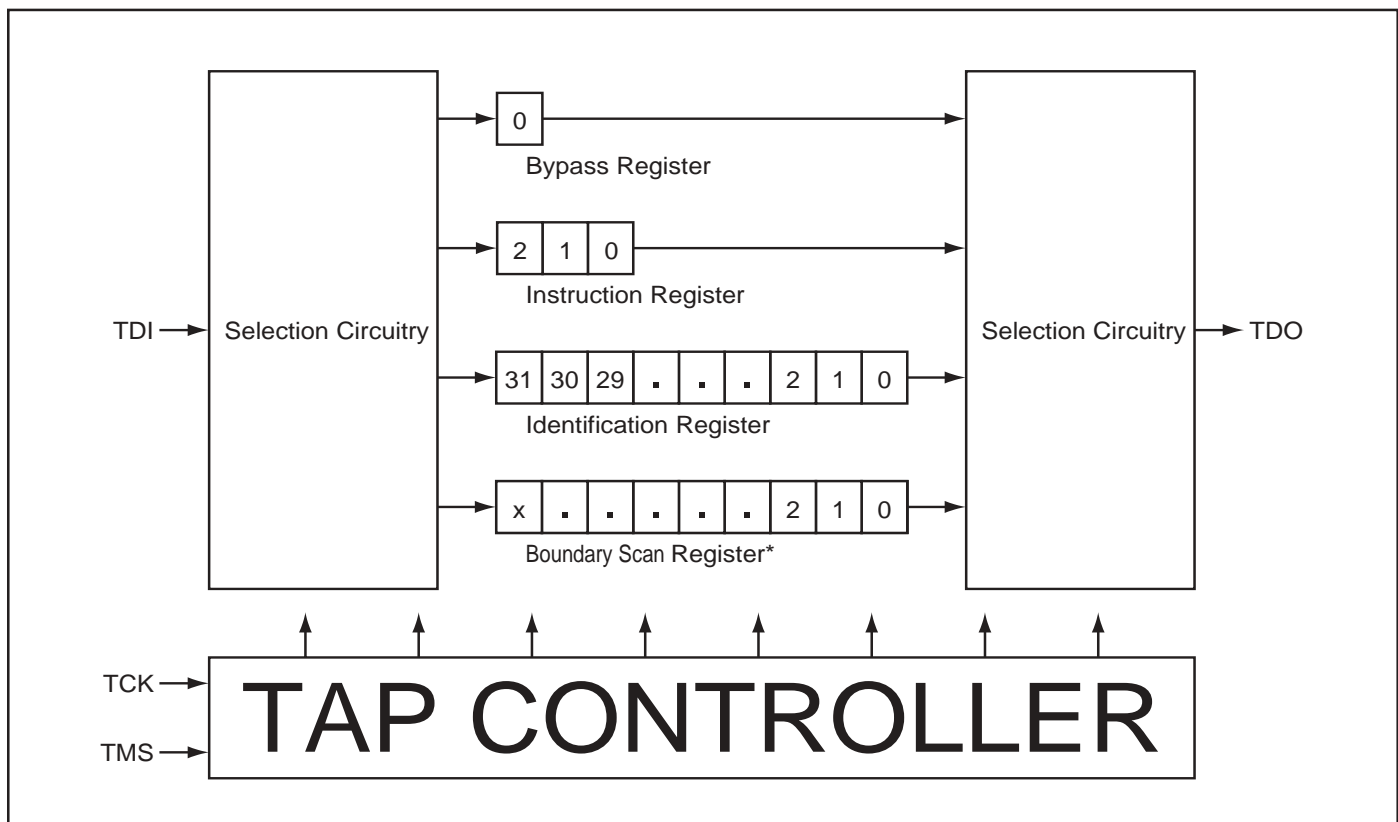 0
Bypass Register
2 1 0
Instruction Register
TDI
Selection Circuitry
Selection Circuitry
TDO
31 30 29 . . . 2 1 0
Identification Register
x . . . . . 2 1 0
Boundary Scan Register*
TCK
TMS
TAP CONTROLLER